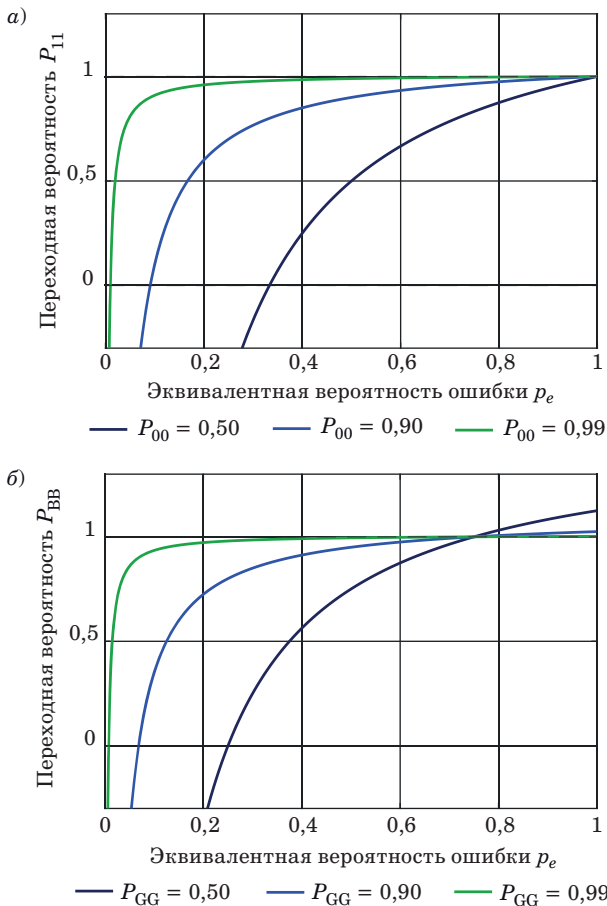 а)
Переходная вероятность P11
1
0,5
0
0 0,2 0,4 0,6 0,8 1
Эквивалентная вероятность ошибки pe
P00 = 0,50 P00 = 0,90 P00 = 0,99
б)
Переходная вероятность PBB
1
0,5
0
0 0,2 0,4 0,6 0,8 1
Эквивалентная вероятность ошибки pe
PGG = 0,50 PGG = 0,90 PGG = 0,99